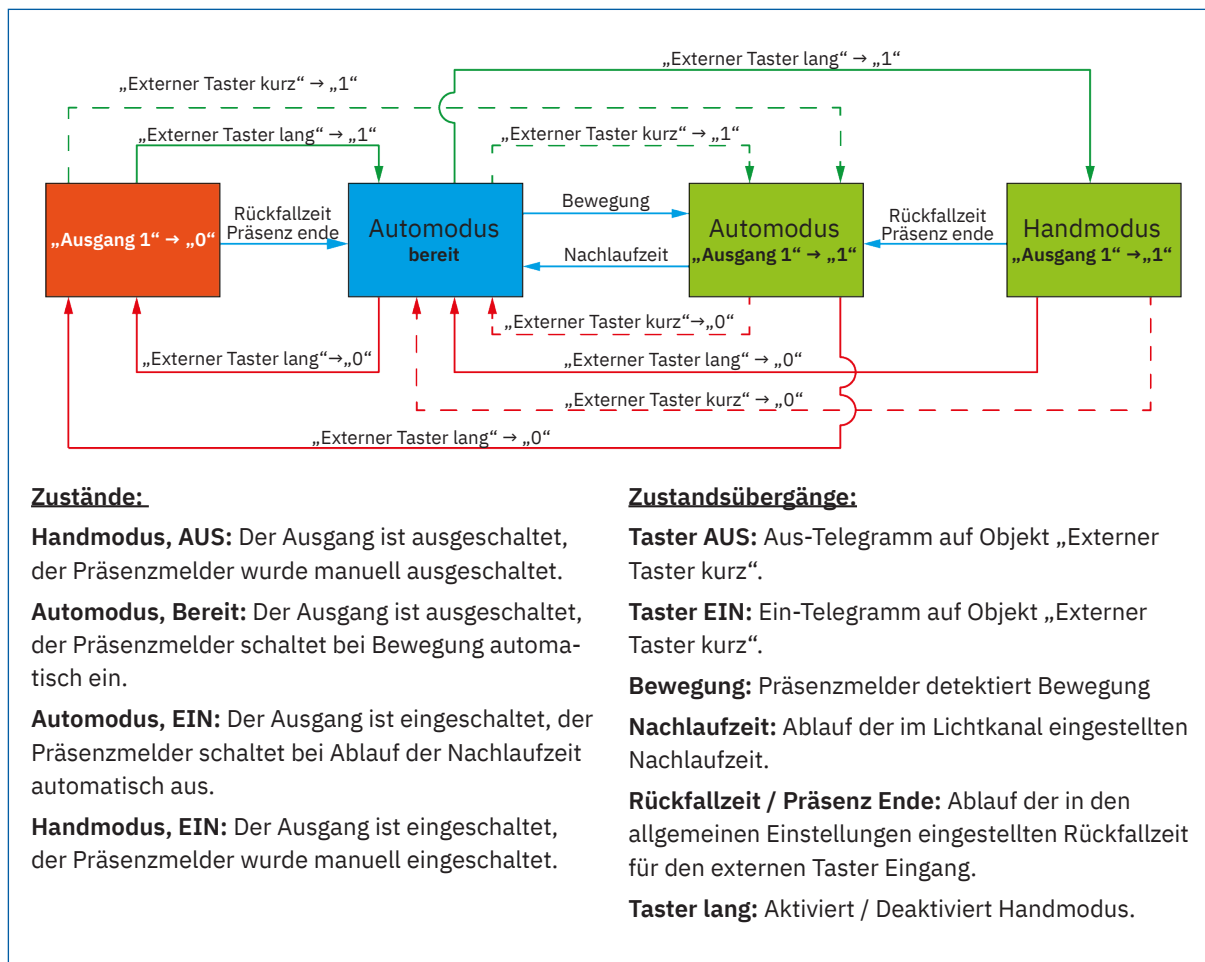 „Externer Taster lang“ → „1“
„Externer Taster kurz“ → „1“
„Externer Taster lang“ → „1“
„Externer Taster kurz“ → „1“
„Ausgang 1“ → „0“
Rückfallzeit
Präsenz ende
Automodus
bereit
Bewegung
Nachlaufzeit
Automodus
„Ausgang 1“ → „1“
Rückfallzeit
Präsenz ende
Handmodus
„Ausgang 1“ →„1“
„Externer Taster kurz“→„0“
„Externer Taster lang“→„0“
„Externer Taster lang“ → „0“
„Externer Taster kurz“ → „0“
„Externer Taster lang“ → „0“
Zustände:
Handmodus, AUS: Der Ausgang ist ausgeschaltet,
der Präsenzmelder wurde manuell ausgeschaltet.
Automodus, Bereit: Der Ausgang ist ausgeschaltet,
der Präsenzmelder schaltet bei Bewegung automa-
tisch ein.
Automodus, EIN: Der Ausgang ist eingeschaltet, der
Präsenzmelder schaltet bei Ablauf der Nachlaufzeit
automatisch aus.
Handmodus, EIN: Der Ausgang ist eingeschaltet,
der Präsenzmelder wurde manuell eingeschaltet.
Zustandsübergänge:
Taster AUS: Aus-Telegramm auf Objekt „Externer
Taster kurz“.
Taster EIN: Ein-Telegramm auf Objekt „Externer
Taster kurz“.
Bewegung: Präsenzmelder detektiert Bewegung
Nachlaufzeit: Ablauf der im Lichtkanal eingestellten
Nachlaufzeit.
Rückfallzeit / Präsenz Ende: Ablauf der in den
allgemeinen Einstellungen eingestellten Rückfallzeit
für den externen Taster Eingang.
Taster lang: Aktiviert / Deaktiviert Handmodus.